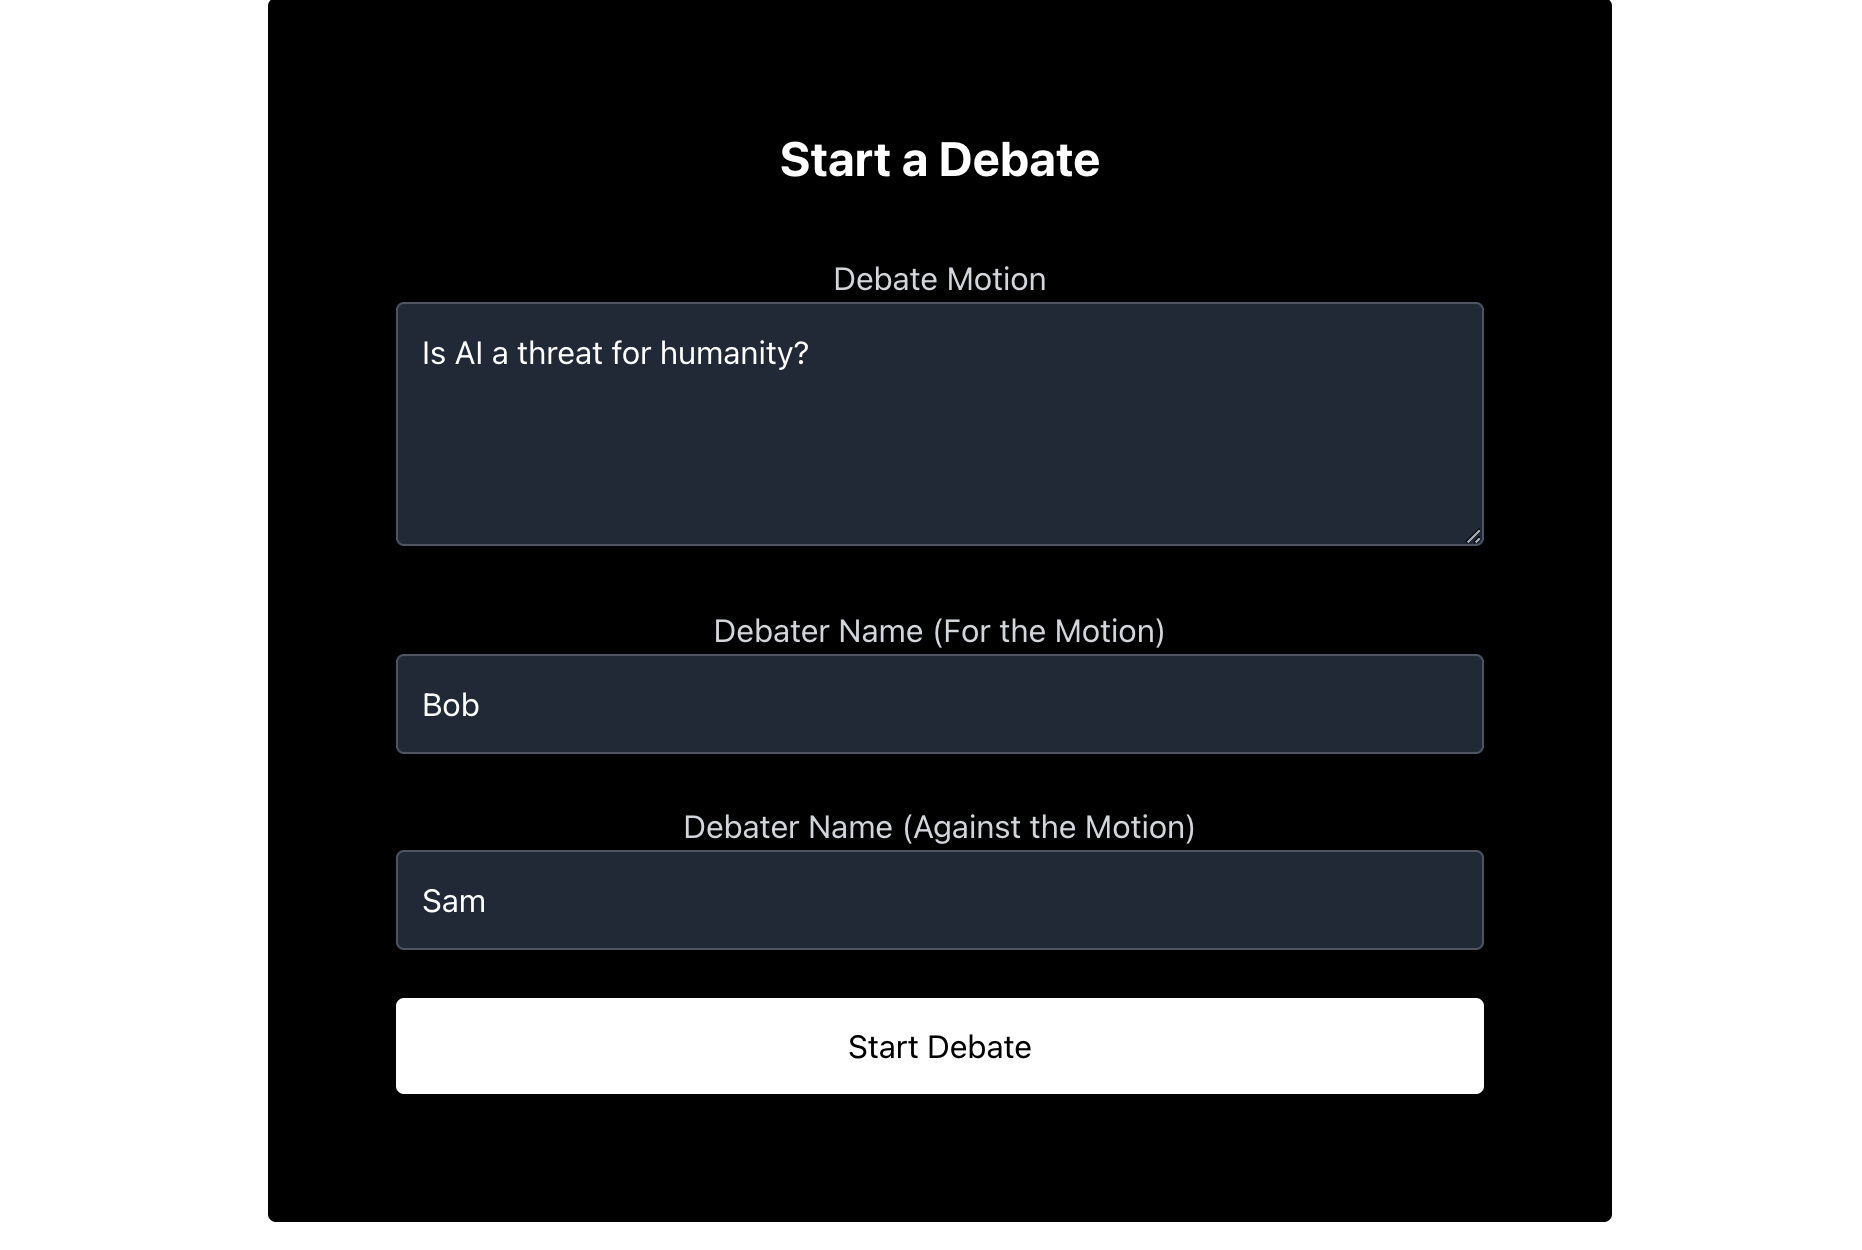 Start a Debate
Debate Motion
Is AI a threat for humanity?
Debater Name (For the Motion)
Bob
Debater Name (Against the Motion)
Sam
Start Debate